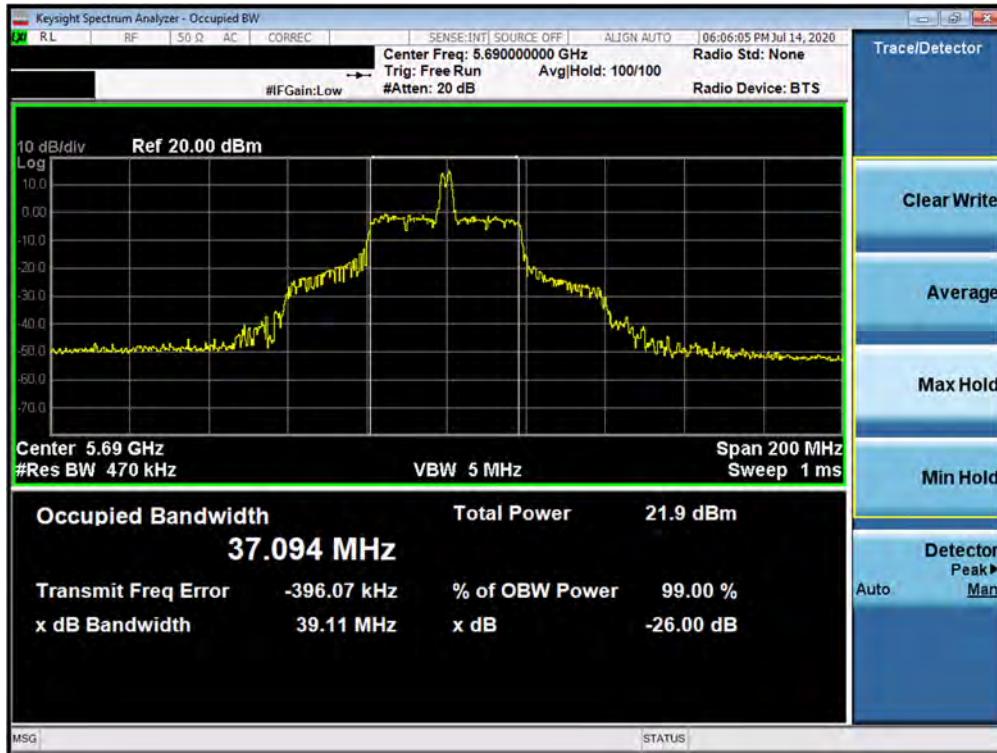 Keysight Spectrum Analyzer - Occupied BW
LXI RL RF 50 Ω AC CORREC SENSE:INT SOURCE OFF ALIGN AUTO 06:06:05 PM Jul 14, 2020
Center Freq: 5.690000000 GHz Radio Std: None
Trig: Free Run Avg|Hold: 100/100
#IFGain:Low #Atten: 20 dB Radio Device: BTS
Trace/Detector
10 dB/div Ref 20.00 dBm
Log
10.0
0.00
-10.0
-20.0
-30.0
-40.0
-50.0
-60.0
-70.0
Center 5.69 GHz Span 200 MHz
#Res BW 470 kHz VBW 5 MHz Sweep 1 ms
Occupied Bandwidth Total Power 21.9 dBm
37.094 MHz
Transmit Freq Error -396.07 kHz % of OBW Power 99.00 %
x dB Bandwidth 39.11 MHz x dB -26.00 dB
Clear Write
Average
Max Hold
Min Hold
Detector
Peak▶
Auto Man
MSG STATUS